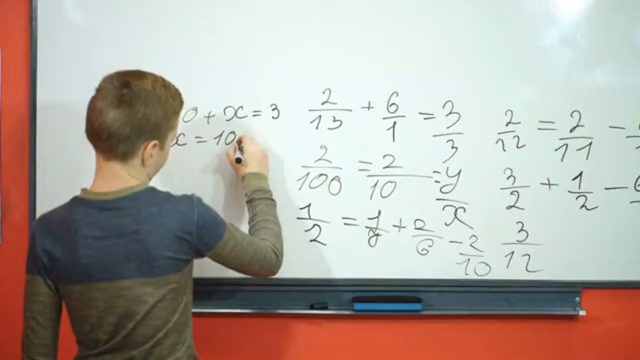 0 + x = 3
x = 10
2/13 + 6/1 = 3/3
2/100 = 2/10 = y/x
1/2 = 1/8 + 2/6 - 2/10
2/12 = 2/11 -
3/2 + 1/2 -
3/12